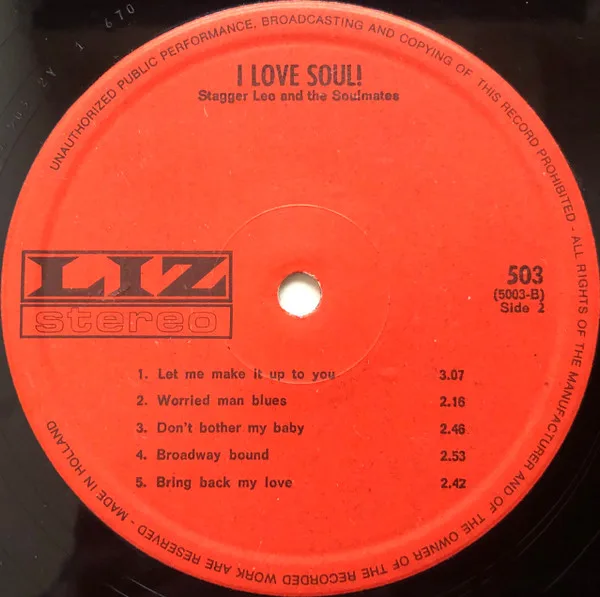 UNAUTHORIZED PUBLIC PERFORMANCE, BROADCASTING AND COPYING OF THIS RECORD PROHIBITED - ALL RIGHTS OF THE MANUFACTURER AND OF THE OWNER OF THE RECORDED WORK ARE RESERVED - MADE IN HOLLAND
I LOVE SOUL!
Stagger Leo and the Soulmates
LIZ
stereo
503
(5003-B)
Side 2
1. Let me make it up to you 3.07
2. Worried man blues 2.16
3. Don't bother my baby 2.46
4. Broadway bound 2.53
5. Bring back my love 2.42